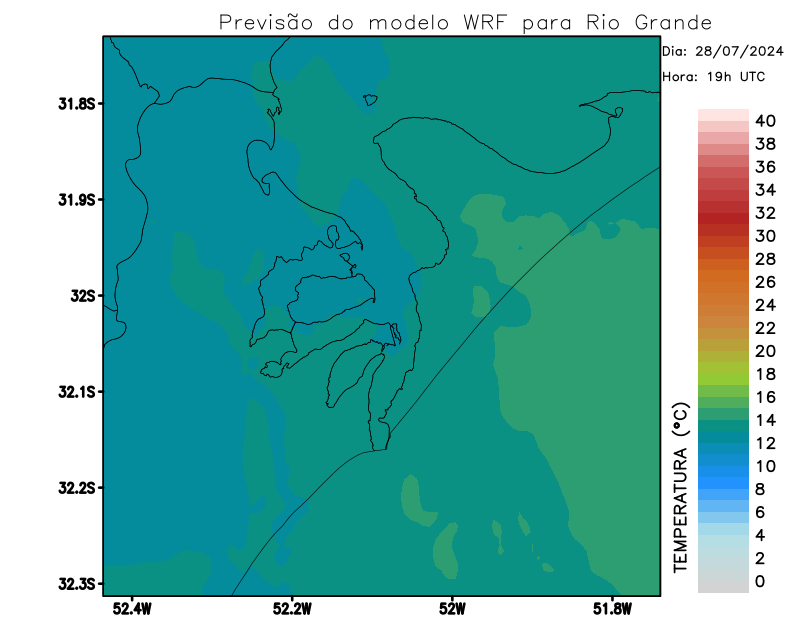 Previsão do modelo WRF para Rio Grande
Dia: 28/07/2024
Hora: 19h UTC
31.8S
31.9S
32S
32.1S
32.2S
32.3S
52.4W
52.2W
52W
51.8W
TEMPERATURA (°C)
40
38
36
34
32
30
28
26
24
22
20
18
16
14
12
10
8
6
4
2
0